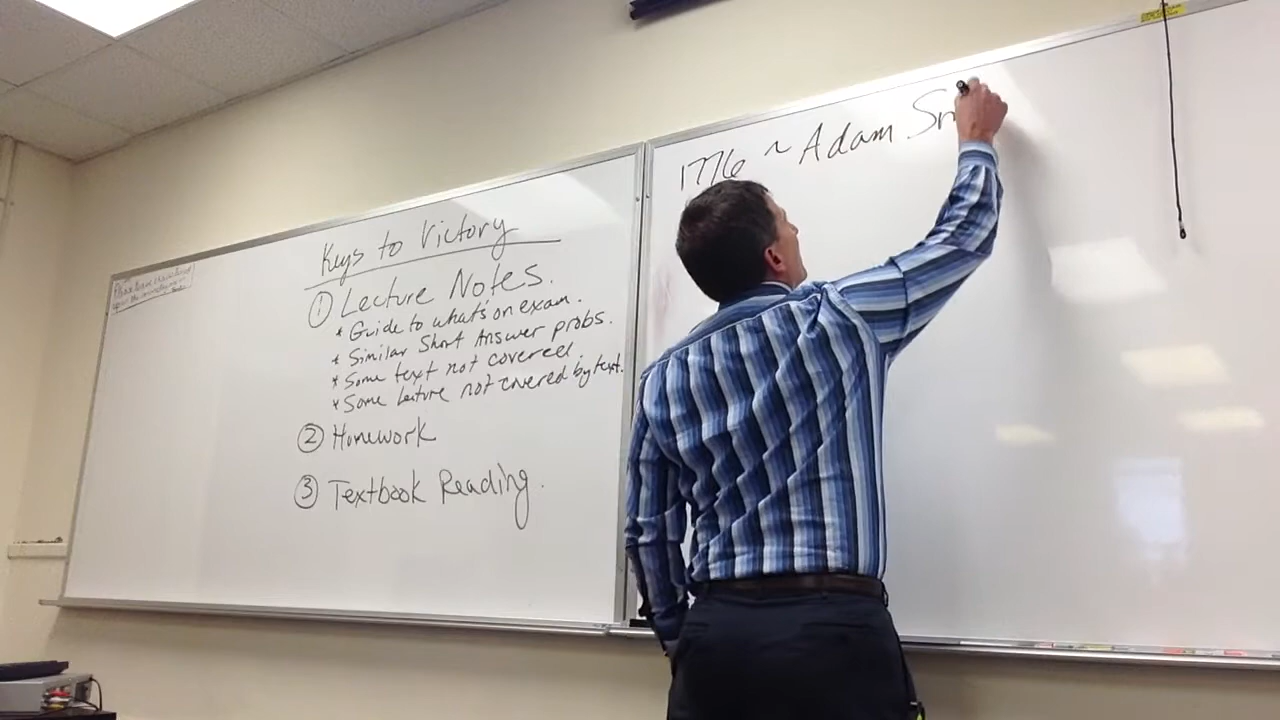 Keys to Victory
① Lecture Notes.
* Guide to what's on exam.
* Similar Short Answer probs.
* Some text not covered.
* Some lecture not covered by text.
② Homework
③ Textbook Reading.
1776 ~ Adam Sm